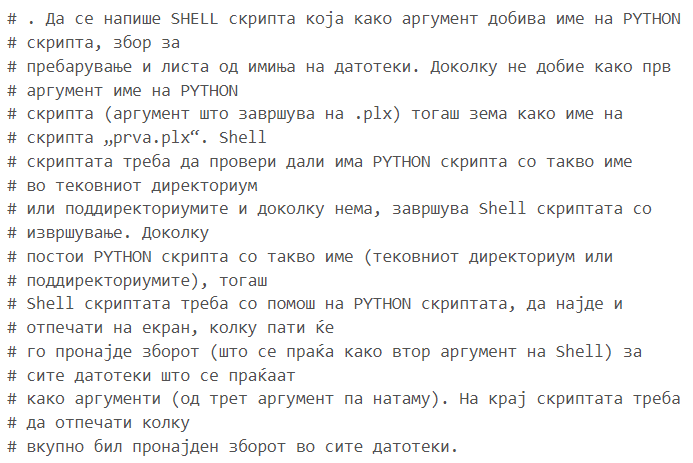 # . Да се напише SHELL скрипта која како аргумент добива име на PYTHON
# скрипта, збор за
# пребарување и листа од имиња на датотеки. Доколку не добие како прв
# аргумент име на PYTHON
# скрипта (аргумент што завршува на .plx) тогаш зема како име на
# скрипта „prva.plx“. Shell
# скриптата треба да провери дали има PYTHON скрипта со такво име
# во тековниот директориум
# или поддиректориумите и доколку нема, завршува Shell скриптата со
# извршување. Доколку
# постои PYTHON скрипта со такво име (тековниот директориум или
# поддиректориумите), тогаш
# Shell скриптата треба со помош на PYTHON скриптата, да најде и
# отпечати на екран, колку пати ќе
# го пронајде зборот (што се праќа како втор аргумент на Shell) за
# сите датотеки што се праќаат
# како аргументи (од трет аргумент па натаму). На крај скриптата треба
# да отпечати колку
# вкупно бил пронајден зборот во сите датотеки.